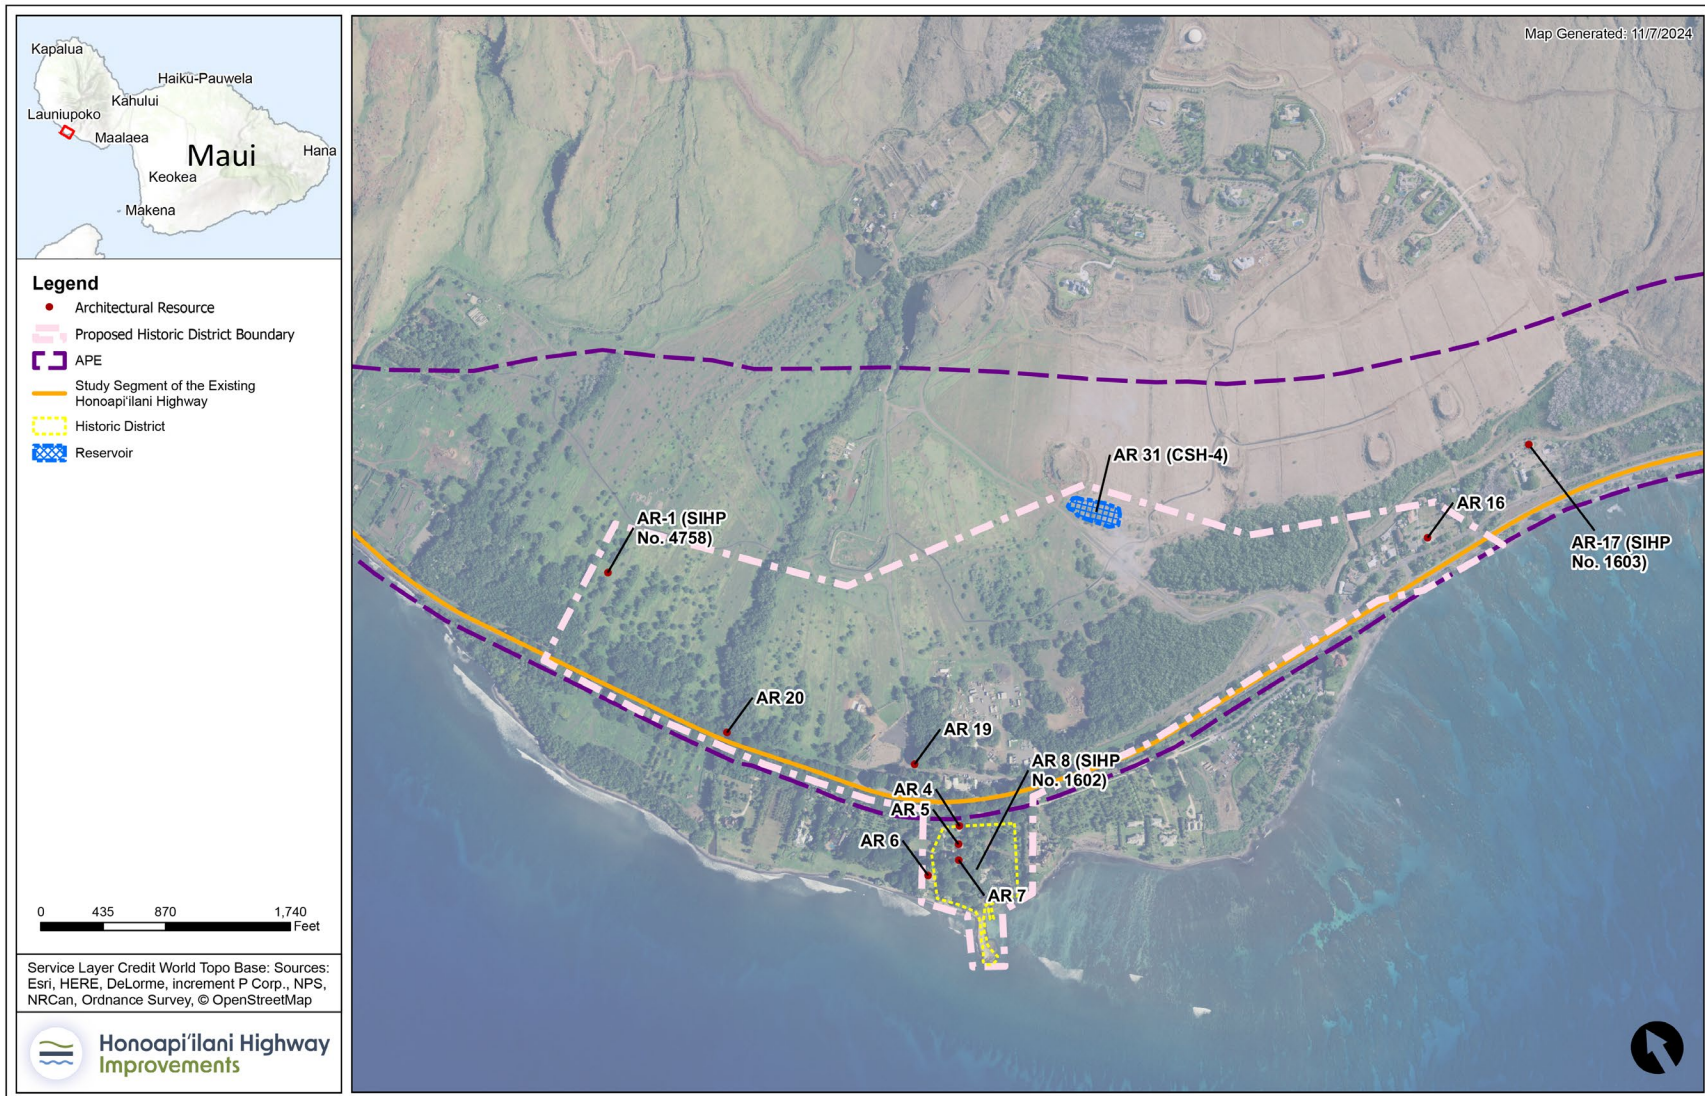 Kapalua
Haiku-Pauwela
Kahului
Launiupoko
Maalaea
Maui
Hana
Keokea
Makena
Legend
Architectural Resource
Proposed Historic District Boundary
APE
Study Segment of the Existing
Honoapiʻilani Highway
Historic District
Reservoir
0 435 870 1,740
Feet
Service Layer Credit World Topo Base: Sources:
Esri, HERE, DeLorme, increment P Corp., NPS,
NRCan, Ordnance Survey, © OpenStreetMap
Honoapiʻilani Highway
Improvements
Map Generated: 11/7/2024
AR 31 (CSH-4)
AR 16
AR-1 (SIHP
No. 4758)
AR-17 (SIHP
No. 1603)
AR 20
AR 19
AR 8 (SIHP
No. 1602)
AR 4
AR 5
AR 6
AR 7